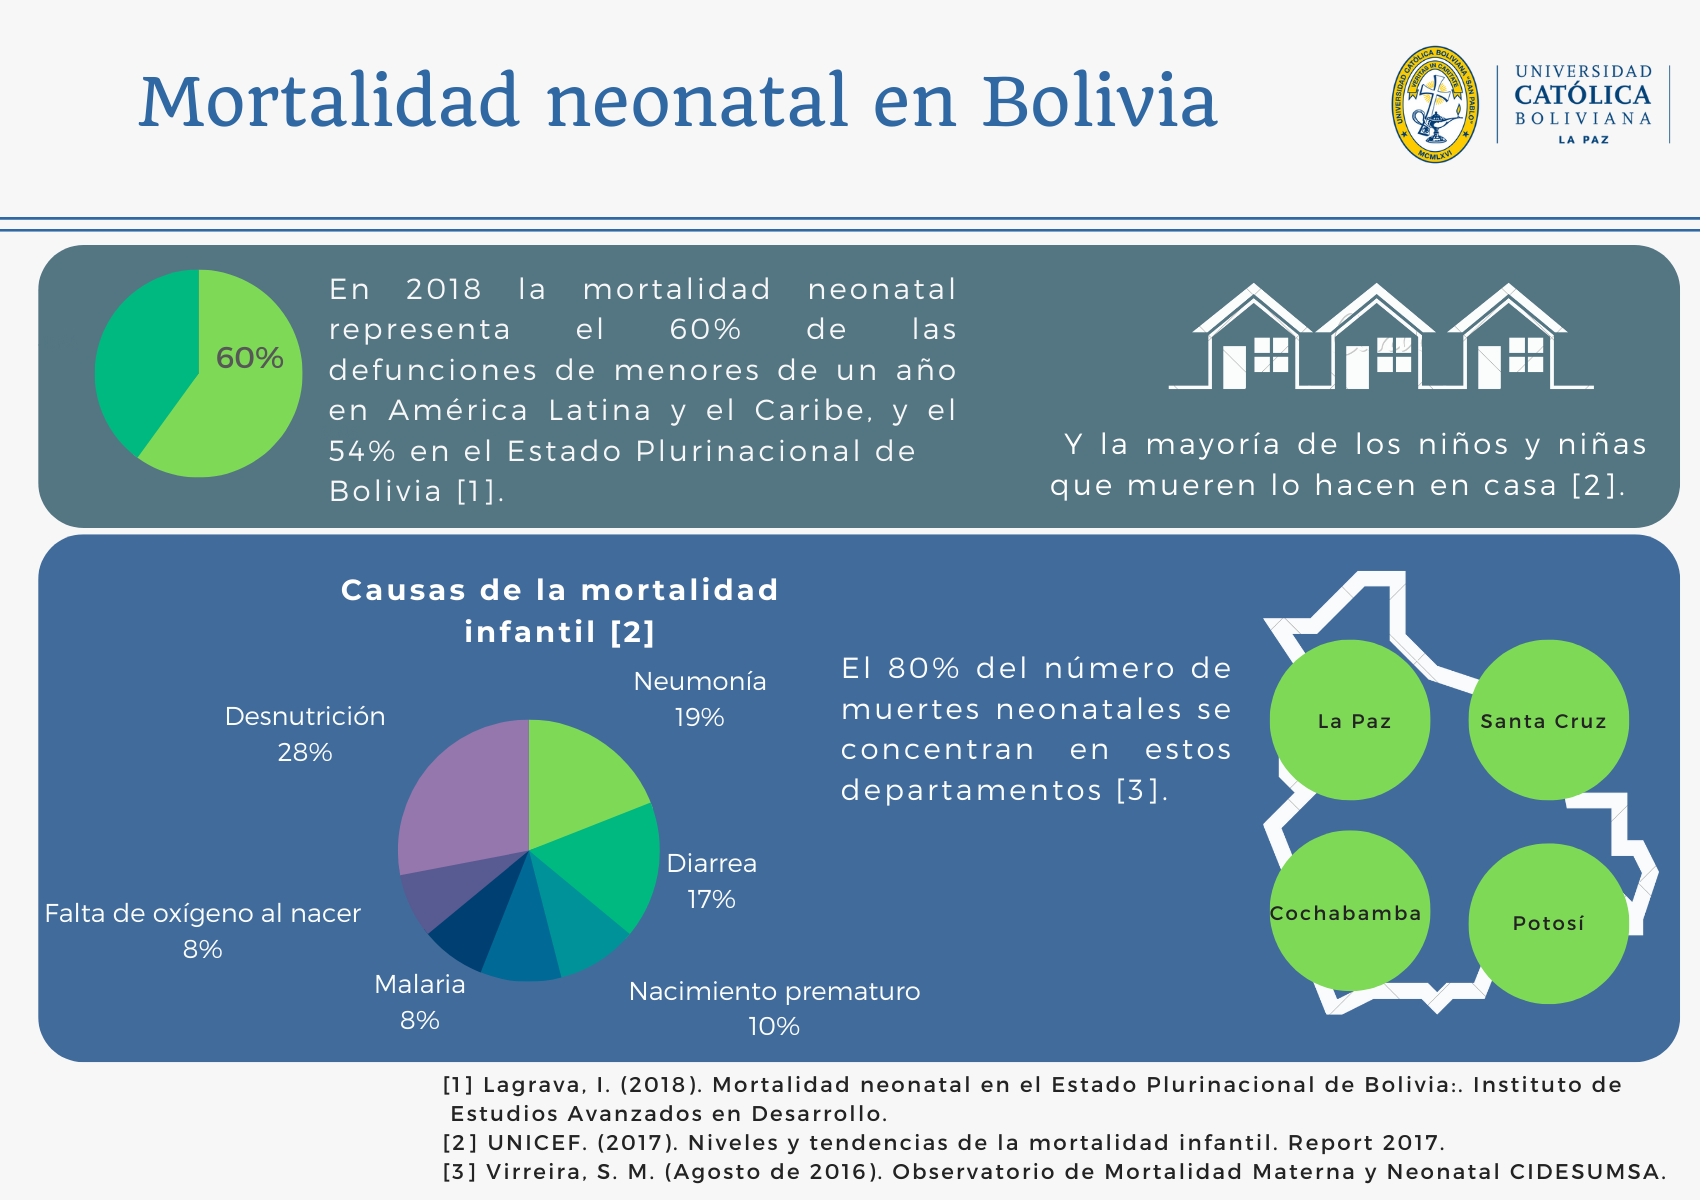 Mortalidad neonatal en Bolivia
UNIVERSIDAD CATÓLICA BOLIVIANA "SAN PABLO"
MCMLXVI
UNIVERSIDAD
CATÓLICA
BOLIVIANA
LA PAZ
60%
En 2018 la mortalidad neonatal
representa el 60% de las
defunciones de menores de un año
en América Latina y el Caribe, y el
54% en el Estado Plurinacional de
Bolivia [1].
Y la mayoría de los niños y niñas
que mueren lo hacen en casa [2].
Causas de la mortalidad
infantil [2]
Neumonía
19%
Desnutrición
28%
Diarrea
17%
Falta de oxígeno al nacer
8%
Malaria
8%
Nacimiento prematuro
10%
El 80% del número de
muertes neonatales se
concentran en estos
departamentos [3].
La Paz
Santa Cruz
Cochabamba
Potosí
[1] Lagrava, I. (2018). Mortalidad neonatal en el Estado Plurinacional de Bolivia:. Instituto de
Estudios Avanzados en Desarrollo.
[2] UNICEF. (2017). Niveles y tendencias de la mortalidad infantil. Report 2017.
[3] Virreira, S. M. (Agosto de 2016). Observatorio de Mortalidad Materna y Neonatal CIDESUMSA.